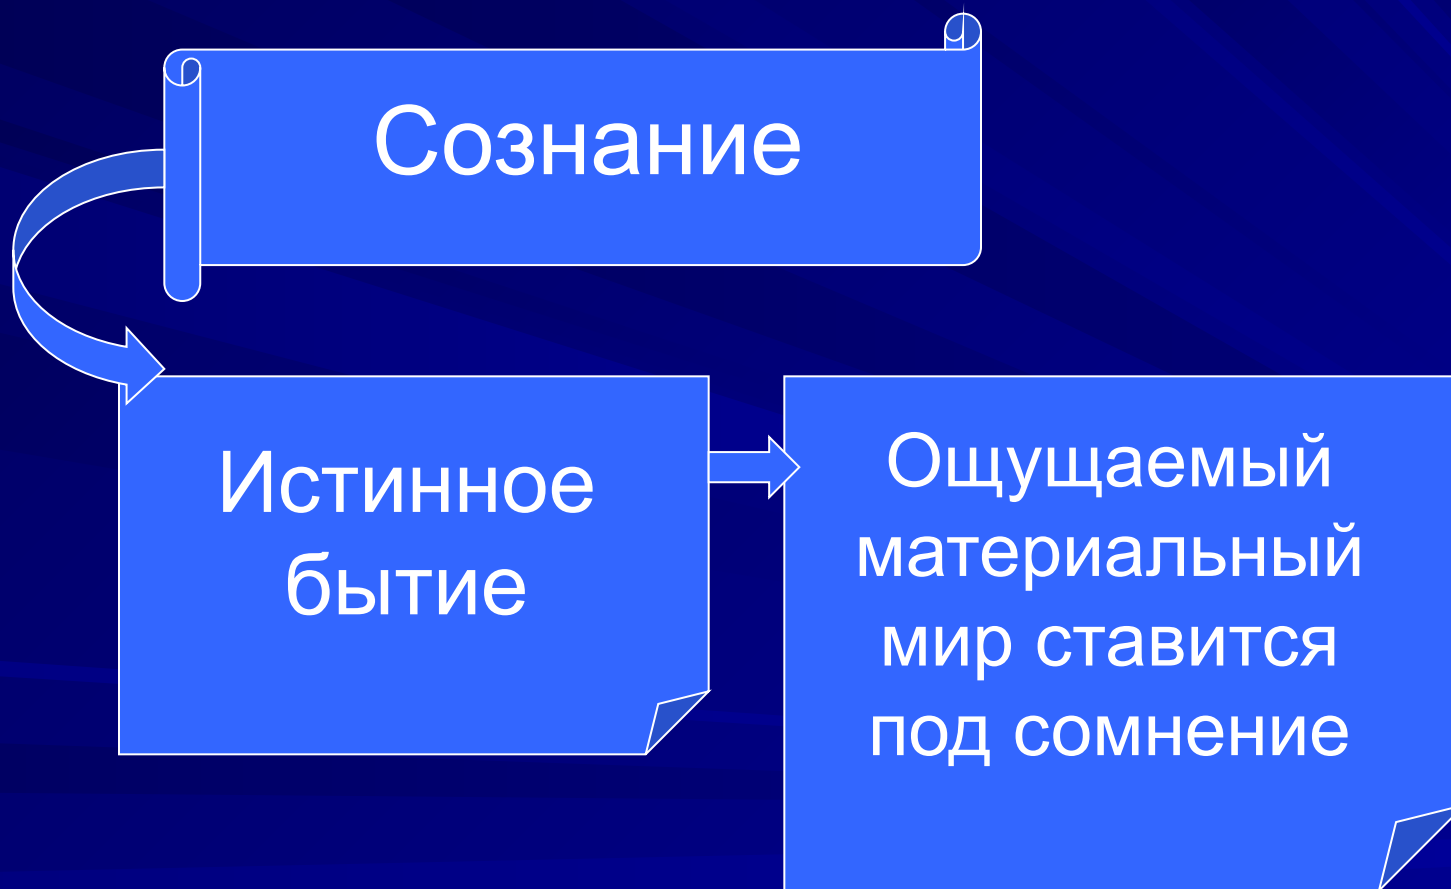 Сознание
Истинное
бытие
Ощущаемый
материальный
мир ставится
под сомнение